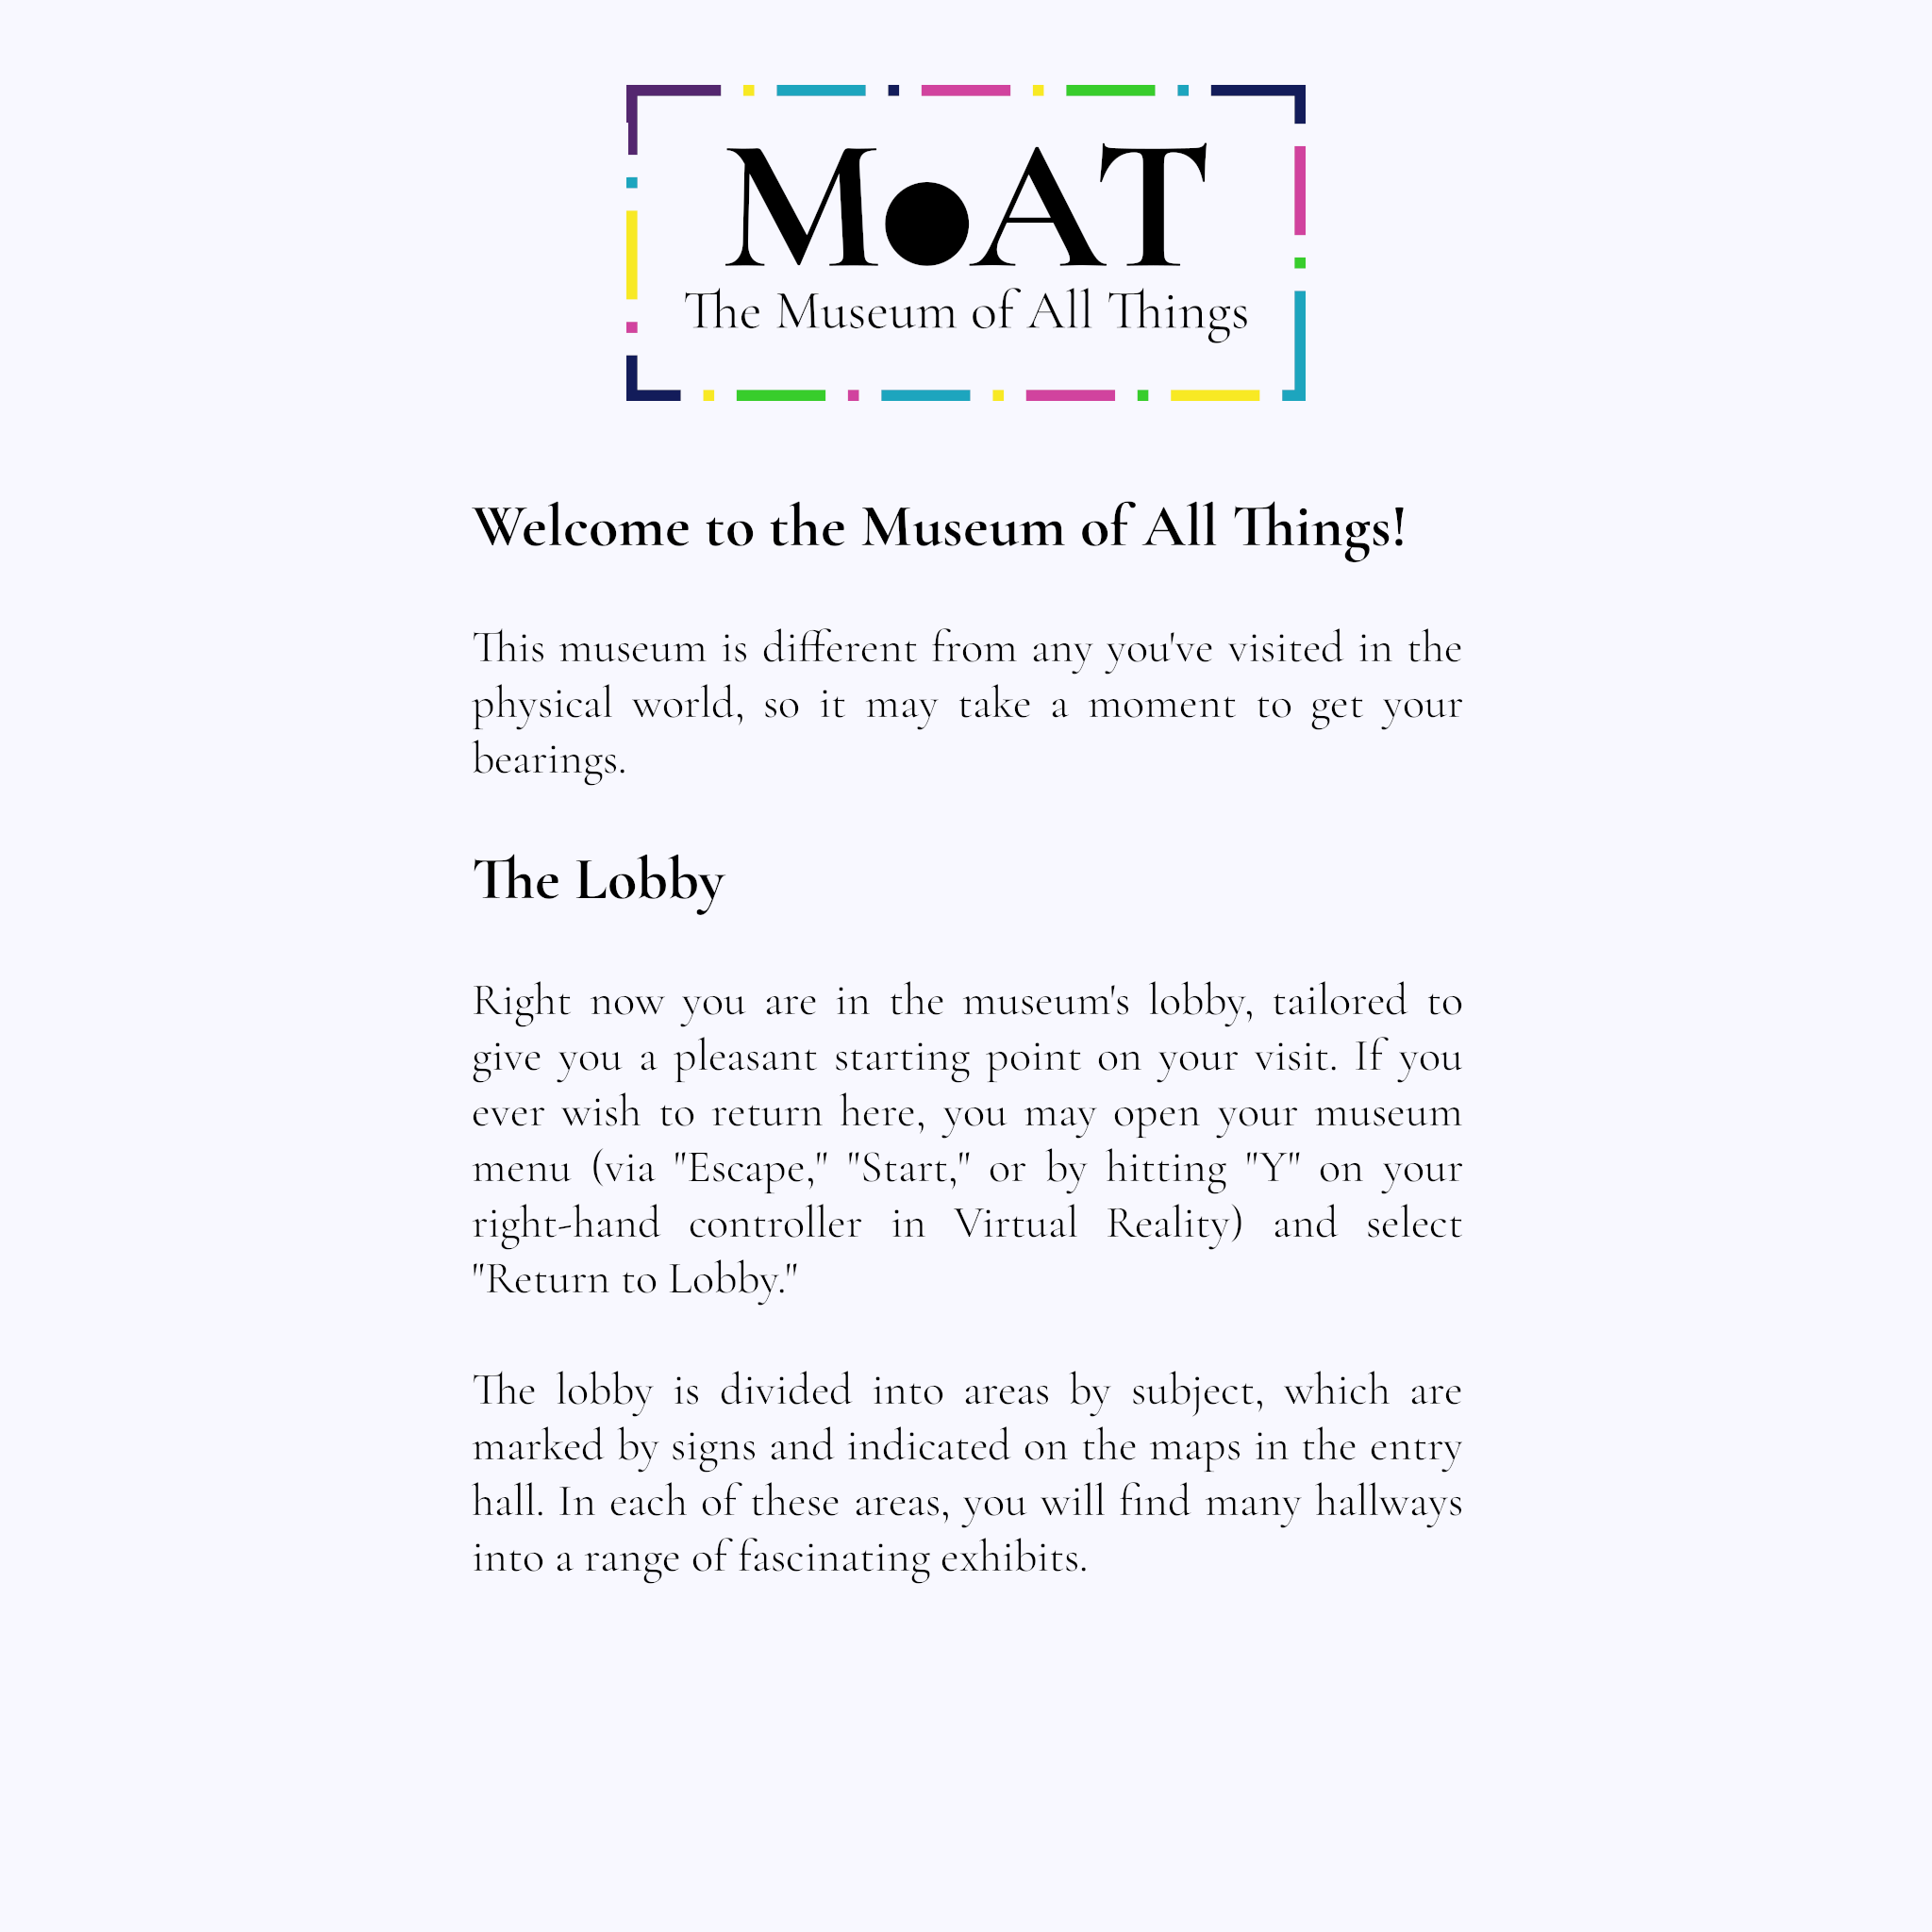 MOAT
The Museum of All Things
Welcome to the Museum of All Things!
This museum is different from any you've visited in the
physical world, so it may take a moment to get your
bearings.
The Lobby
Right now you are in the museum's lobby, tailored to
give you a pleasant starting point on your visit. If you
ever wish to return here, you may open your museum
menu (via "Escape," "Start," or by hitting "Y" on your
right-hand controller in Virtual Reality) and select
"Return to Lobby."
The lobby is divided into areas by subject, which are
marked by signs and indicated on the maps in the entry
hall. In each of these areas, you will find many hallways
into a range of fascinating exhibits.